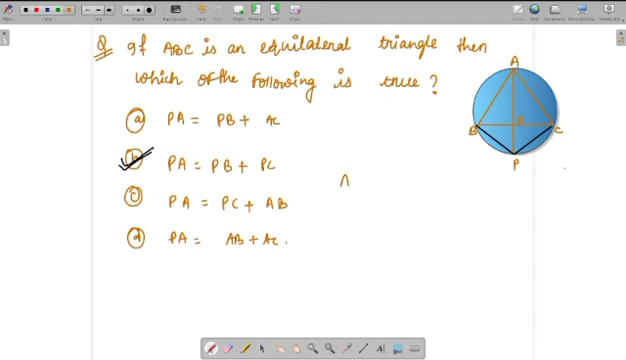 Q If ABC is an equilateral triangle then
which of the following is true?
(a) PA = PB + AC
(b) PA = PB + PC
(c) PA = PC + AB
(d) PA = AB + AC.
A
B
C
P